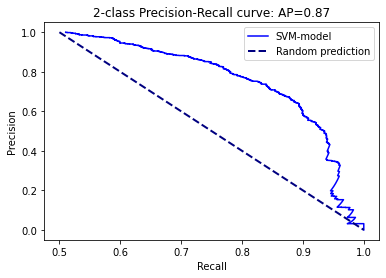 2-class Precision-Recall curve: AP=0.87
SVM-model
Random prediction
Precision
1.0
0.8
0.6
0.4
0.2
0.0
0.5 0.6 0.7 0.8 0.9 1.0
Recall